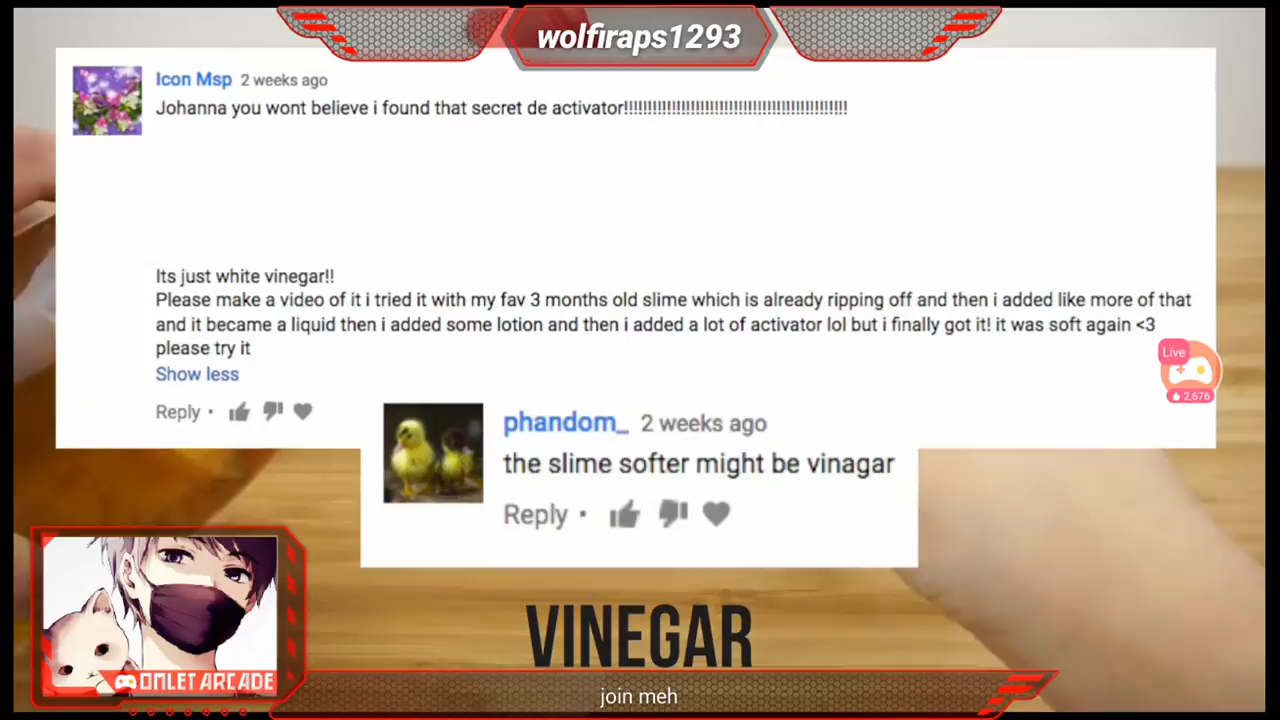 wolfiraps1293
Icon Msp 2 weeks ago
Johanna you wont believe i found that secret de activator!!!!!!!!!!!!!!!!!!!!!!!!!!!!!!!!!!!!!!!!!!!!!!!
Its just white vinegar!!
Please make a video of it i tried it with my fav 3 months old slime which is already ripping off and then i added like more of that
and it became a liquid then i added some lotion and then i added a lot of activator lol but i finally got it! it was soft again <3
please try it
Show less
Reply •
Live
2,676
phandom_ 2 weeks ago
the slime softer might be vinagar
Reply •
VINEGAR
OMLET ARCADE
join meh